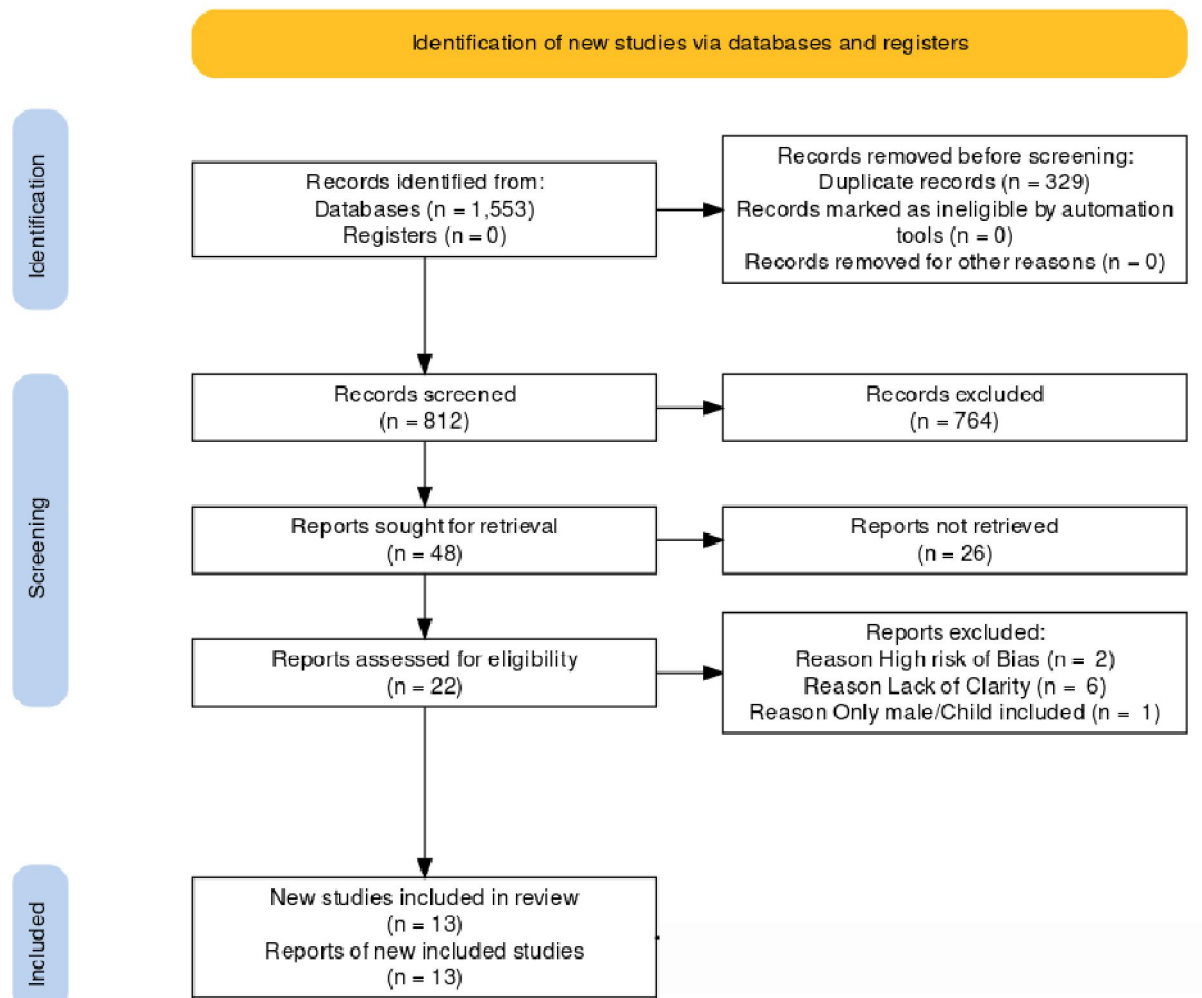 Identification of new studies via databases and registers
Identification
Records identified from:
Databases (n = 1,553)
Registers (n = 0)
Records removed before screening:
Duplicate records (n = 329)
Records marked as ineligible by automation
tools (n = 0)
Records removed for other reasons (n = 0)
Screening
Records screened
(n = 812)
Records excluded
(n = 764)
Reports sought for retrieval
(n = 48)
Reports not retrieved
(n = 26)
Reports assessed for eligibility
(n = 22)
Reports excluded:
Reason High risk of Bias (n = 2)
Reason Lack of Clarity (n = 6)
Reason Only male/Child included (n = 1)
Included
New studies included in review
(n = 13)
Reports of new included studies
(n = 13)